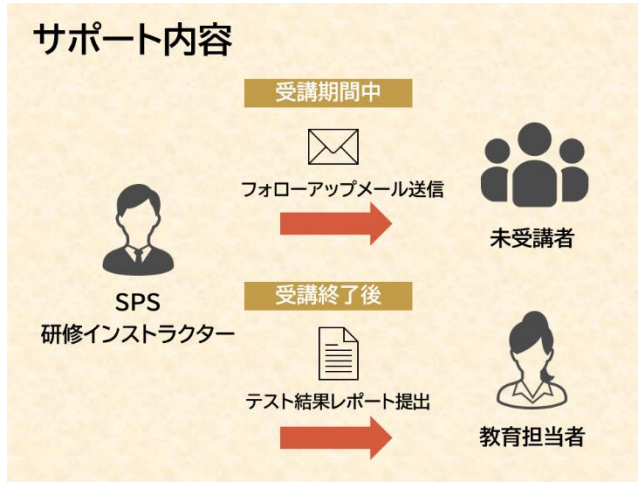 サポート内容
受講期間中
フォローアップメール送信
未受講者
SPS
研修インストラクター
受講終了後
テスト結果レポート提出
教育担当者